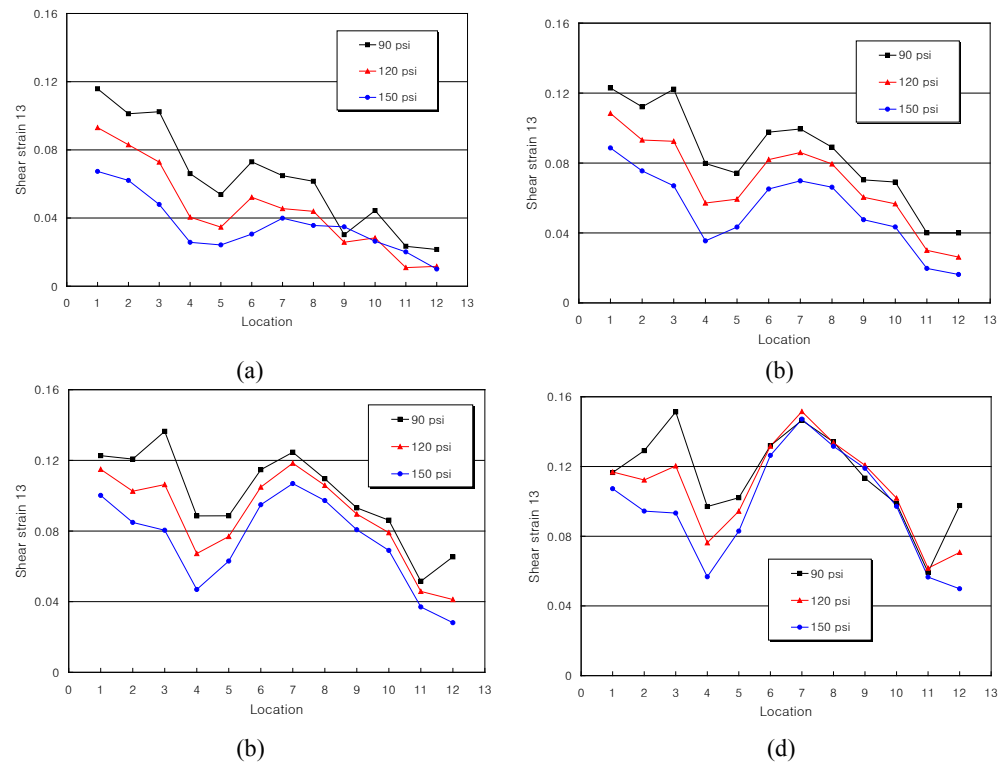 0.16
0.12
0.08
0.04
0
Shear strain 13
90 psi
120 psi
150 psi
0 1 2 3 4 5 6 7 8 9 10 11 12 13
Location
(a)
0.16
0.12
0.08
0.04
0
Shear strain 13
90 psi
120 psi
150 psi
0 1 2 3 4 5 6 7 8 9 10 11 12 13
Location
(b)
0.16
0.12
0.08
0.04
0
Shear strain 13
90 psi
120 psi
150 psi
0 1 2 3 4 5 6 7 8 9 10 11 12 13
Location
(b)
0.16
0.12
0.08
0.04
0
Shear strain 13
90 psi
120 psi
150 psi
0 1 2 3 4 5 6 7 8 9 10 11 12 13
Location
(d)